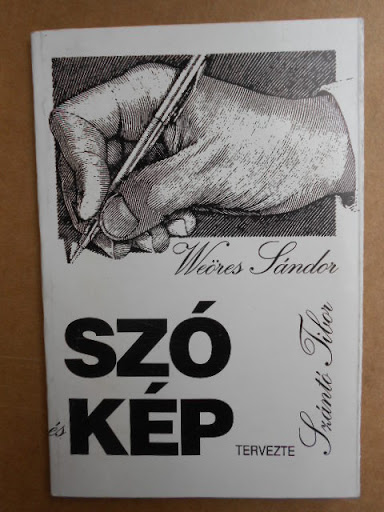 Weöres Sándor
SZÓ
és KÉP
TERVEZTE
Szántó Tibor